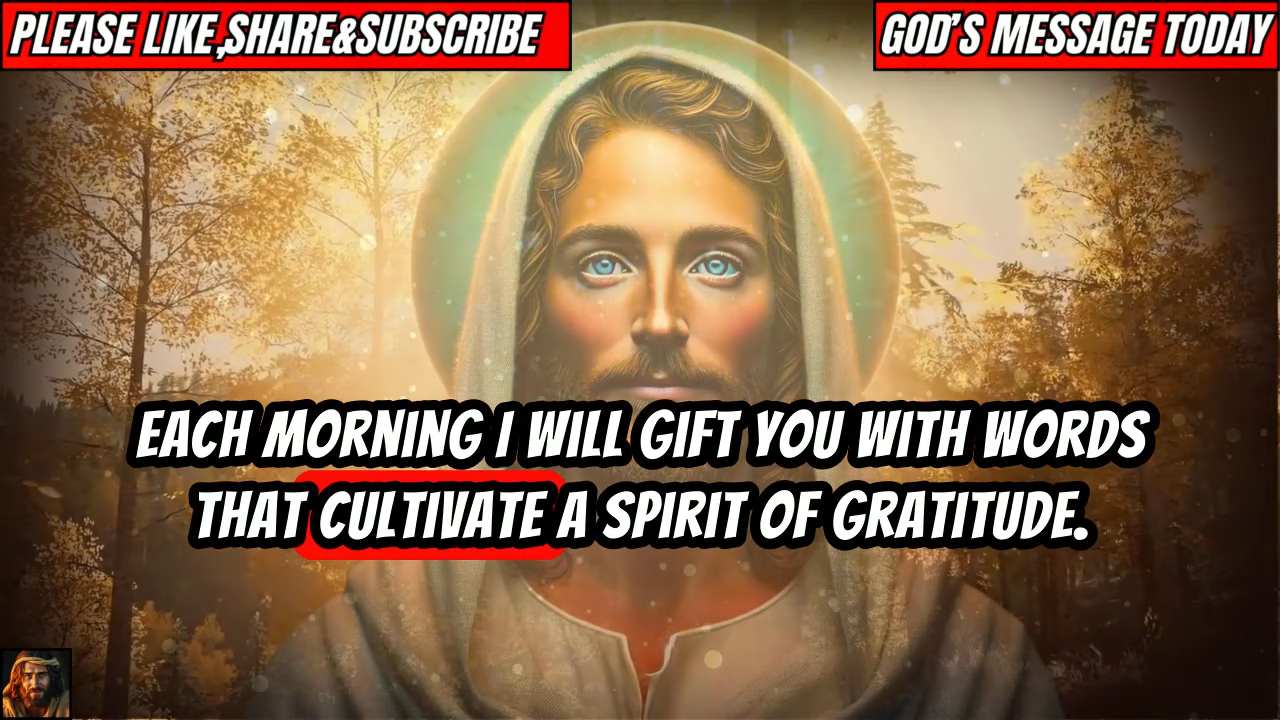 PLEASE LIKE,SHARE&SUBSCRIBE
GOD'S MESSAGE TODAY
EACH MORNING I WILL GIFT YOU WITH WORDS
THAT CULTIVATE A SPIRIT OF GRATITUDE.